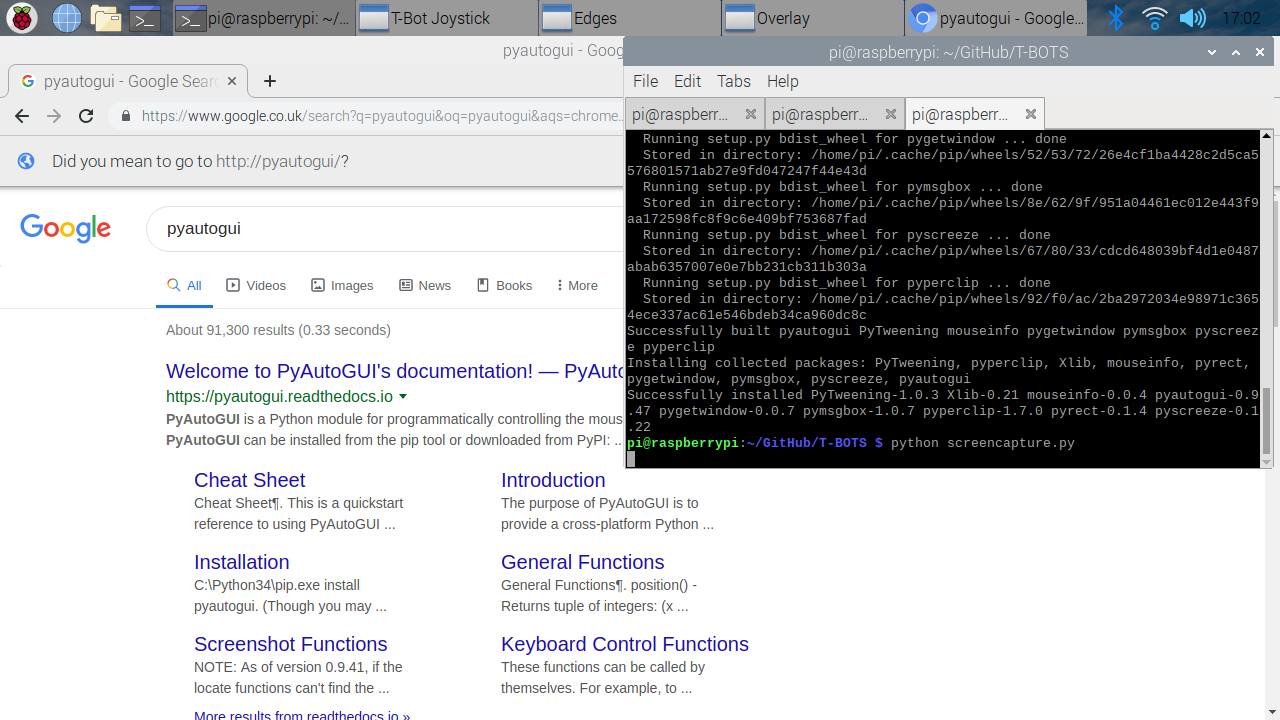 pi@raspberrypi: ~/...
T-Bot Joystick
Edges
Overlay
pyautogui - Google...
17:02
pyautogui - Goog
pyautogui - Google Sear
https://www.google.co.uk/search?q=pyautogui&oq=pyautogui&aqs=chrome..
Did you mean to go to http://pyautogui/?
Google
pyautogui
All
Videos
Images
News
Books
More
About 91,300 results (0.33 seconds)
Welcome to PyAutoGUI's documentation! — PyAuto
https://pyautogui.readthedocs.io
PyAutoGUI is a Python module for programmatically controlling the mous
PyAutoGUI can be installed from the pip tool or downloaded from PyPI: ...
Cheat Sheet
Cheat Sheet¶. This is a quickstart
reference to using PyAutoGUI ...
Introduction
The purpose of PyAutoGUI is to
provide a cross-platform Python ...
Installation
C:\Python34\pip.exe install
pyautogui. (Though you may ...
General Functions
General Functions¶. position() -
Returns tuple of integers: (x ...
Screenshot Functions
NOTE: As of version 0.9.41, if the
locate functions can't find the ...
Keyboard Control Functions
These functions can be called by
themselves. For example, to ...
More results from readthedocs.io »
pi@raspberrypi: ~/GitHub/T-BOTS
File Edit Tabs Help
pi@raspberr...
pi@raspberr...
pi@raspberr...
Running setup.py bdist_wheel for pygetwindow ... done
Stored in directory: /home/pi/.cache/pip/wheels/52/53/72/26e4cf1ba4428c2d5ca5
576801571ab27e9fd047247f44e43d
Running setup.py bdist_wheel for pymsgbox ... done
Stored in directory: /home/pi/.cache/pip/wheels/8e/62/9f/951a04461ec012e443f9
aa172598fc8f9c6e409bf753687fad
Running setup.py bdist_wheel for pyscreeze ... done
Stored in directory: /home/pi/.cache/pip/wheels/67/80/33/cdcd648039bf4d1e0487
abab6357007e0e7bb231cb311b303a
Running setup.py bdist_wheel for pyperclip ... done
Stored in directory: /home/pi/.cache/pip/wheels/92/f0/ac/2ba2972034e98971c365
4ece337ac61e546bdeb34ca960dc8c
Successfully built pyautogui PyTweening mouseinfo pygetwindow pymsgbox pyscreez
e pyperclip
Installing collected packages: PyTweening, pyperclip, Xlib, mouseinfo, pyrect,
pygetwindow, pymsgbox, pyscreeze, pyautogui
Successfully installed PyTweening-1.0.3 Xlib-0.21 mouseinfo-0.0.4 pyautogui-0.9
.47 pygetwindow-0.0.7 pymsgbox-1.0.7 pyperclip-1.7.0 pyrect-0.1.4 pyscreeze-0.1
.22
pi@raspberrypi:~/GitHub/T-BOTS $ python screencapture.py